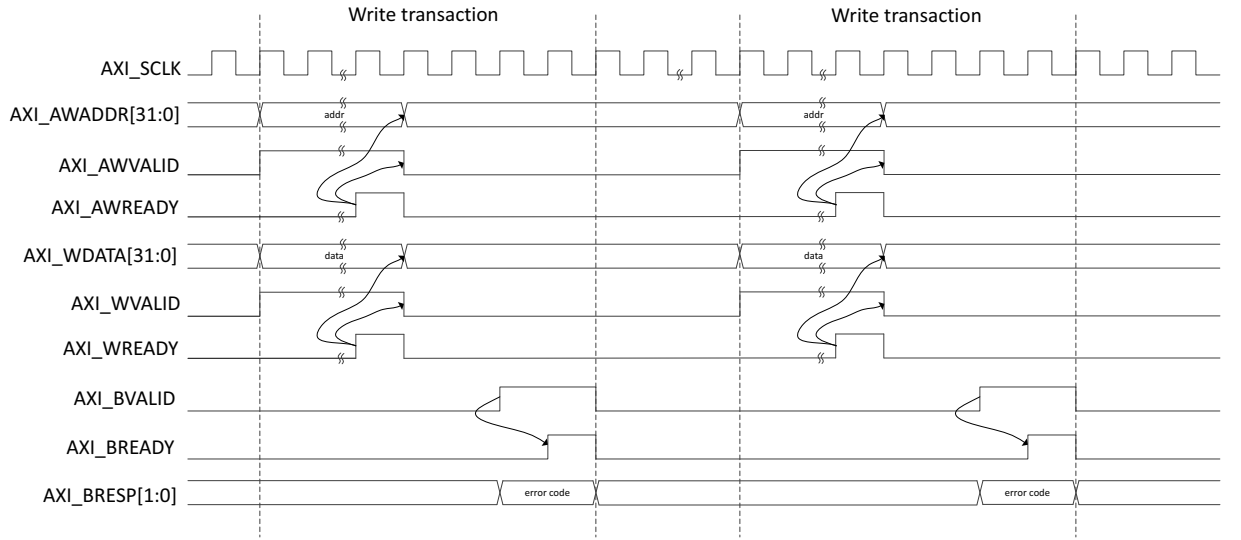 Write transaction Write transaction
AXI_SCLK
AXI_AWADDR[31:0] addr addr
AXI_AWVALID
AXI_AWREADY
AXI_WDATA[31:0] data data
AXI_WVALID
AXI_WREADY
AXI_BVALID
AXI_BREADY
AXI_BRESP[1:0] error code error code